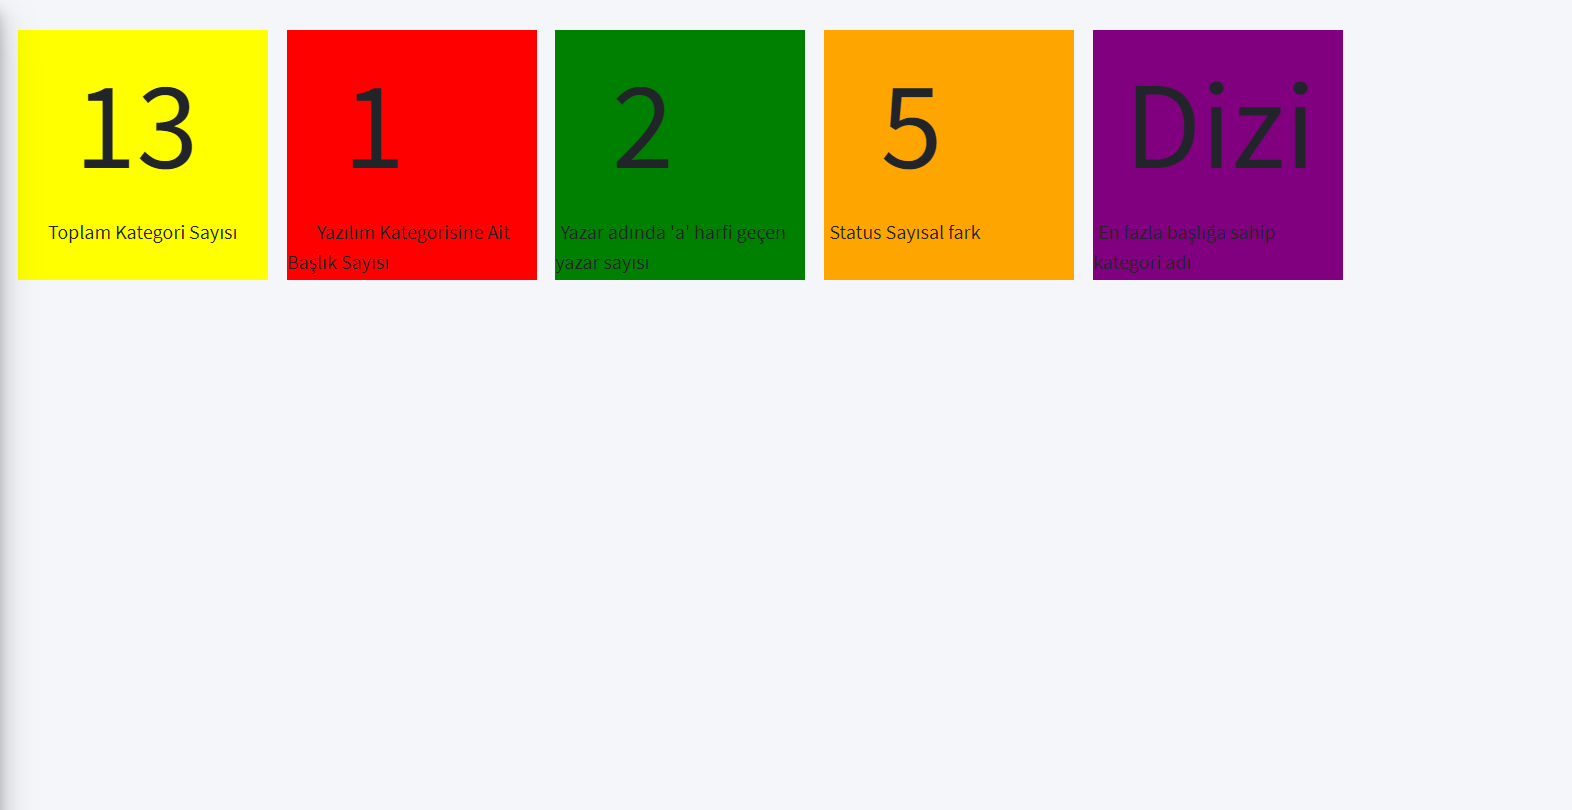 13
Toplam Kategori Sayısı
1
Yazılım Kategorisine Ait
Başlık Sayısı
2
Yazar adında 'a' harfi geçen
yazar sayısı
5
Status Sayısal fark
Dizi
En fazla başlığa sahip
kategori adı